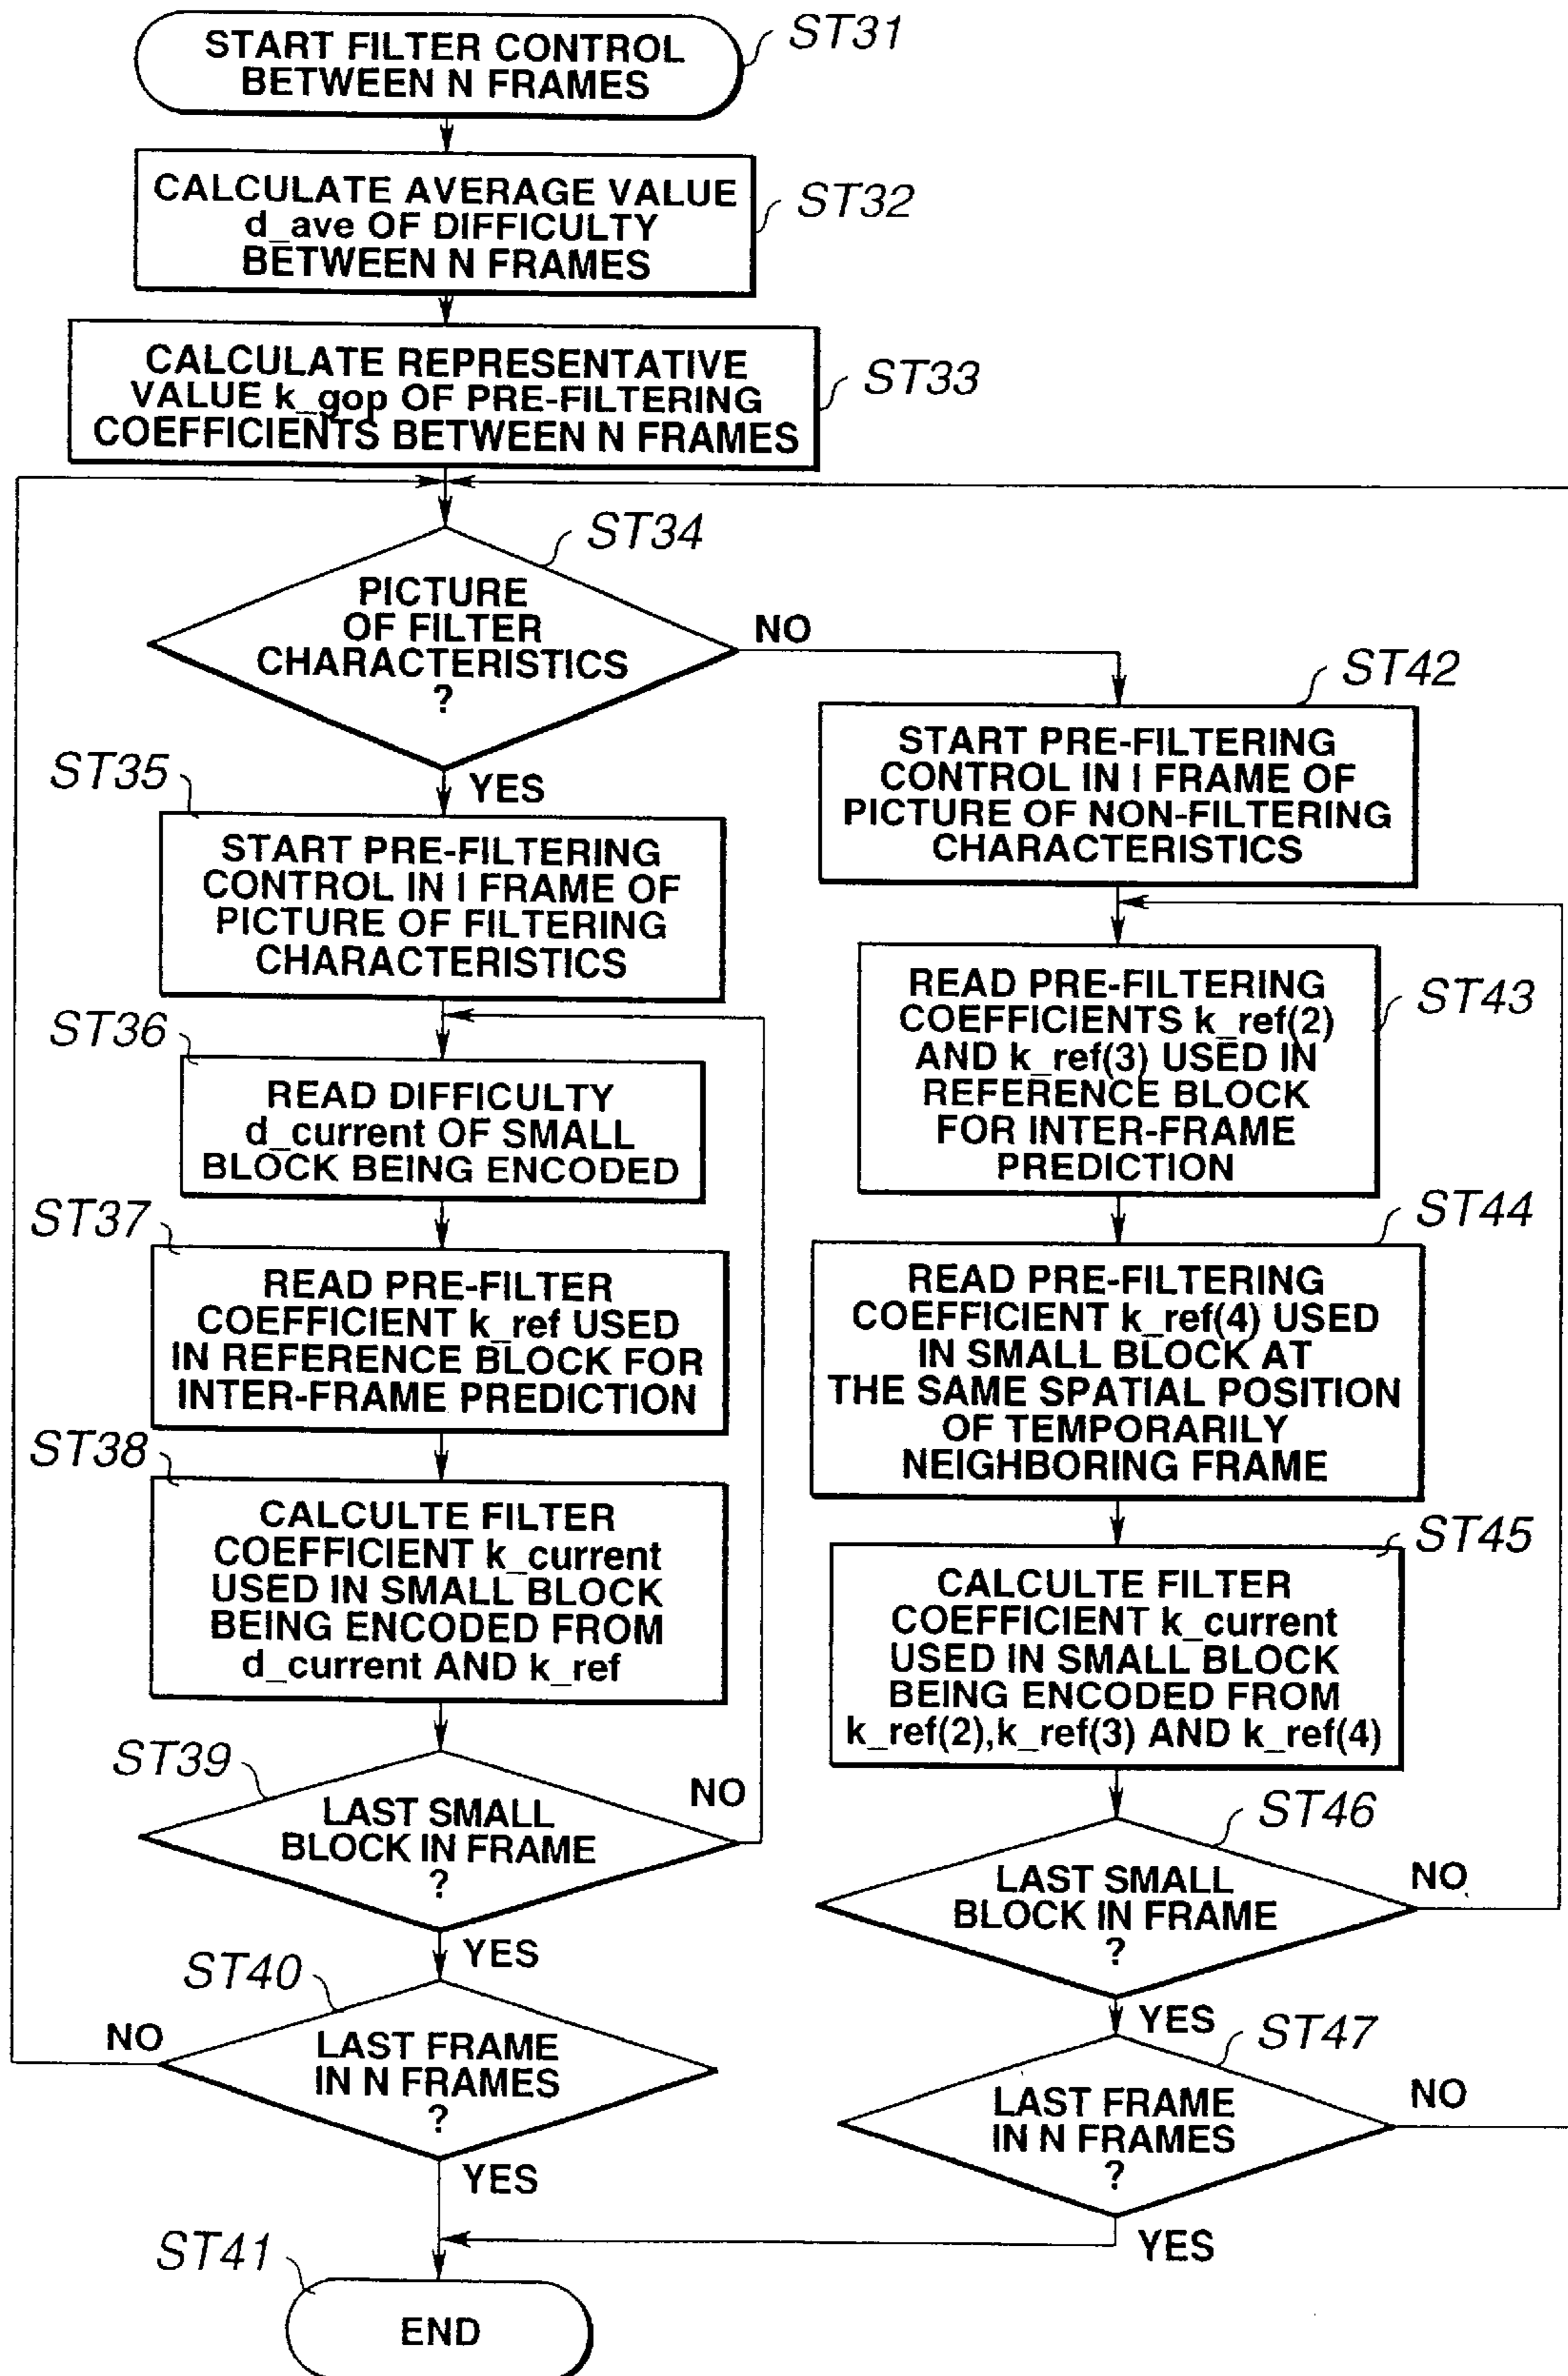 START FILTER CONTROL
BETWEEN N FRAMES
ST31
CALCULATE AVERAGE VALUE
d_ave OF DIFFICULTY
BETWEEN N FRAMES
ST32
CALCULATE REPRESENTATIVE
VALUE k_gop OF PRE-FILTERING
COEFFICIENTS BETWEEN N FRAMES
ST33
ST34
PICTURE
OF FILTER
CHARACTERISTICS
?
NO
YES
ST35
START PRE-FILTERING
CONTROL IN I FRAME OF
PICTURE OF FILTERING
CHARACTERISTICS
ST36
READ DIFFICULTY
d_current OF SMALL
BLOCK BEING ENCODED
ST37
READ PRE-FILTER
COEFFICIENT k_ref USED
IN REFERENCE BLOCK FOR
INTER-FRAME PREDICTION
ST38
CALCULTE FILTER
COEFFICIENT k_current
USED IN SMALL BLOCK
BEING ENCODED FROM
d_current AND k_ref
ST39
LAST SMALL
BLOCK IN FRAME
?
NO
YES
ST40
LAST FRAME
IN N FRAMES
?
NO
YES
ST41
END
ST42
START PRE-FILTERING
CONTROL IN I FRAME OF
PICTURE OF NON-FILTERING
CHARACTERISTICS
ST43
READ PRE-FILTERING
COEFFICIENTS k_ref(2)
AND k_ref(3) USED IN
REFERENCE BLOCK
FOR INTER-FRAME
PREDICTION
ST44
READ PRE-FILTERING
COEFFICIENT k_ref(4) USED
IN SMALL BLOCK AT
THE SAME SPATIAL POSITION
OF TEMPORARILY
NEIGHBORING FRAME
ST45
CALCULTE FILTER
COEFFICIENT k_current
USED IN SMALL BLOCK
BEING ENCODED FROM
k_ref(2),k_ref(3) AND k_ref(4)
ST46
LAST SMALL
BLOCK IN FRAME
?
NO
YES
ST47
LAST FRAME
IN N FRAMES
?
NO
YES